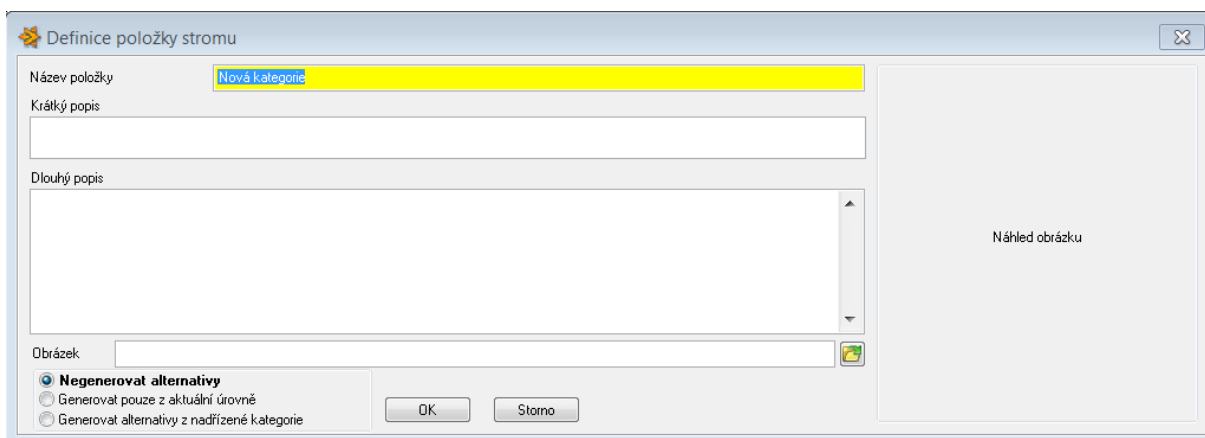 Definice položky stromu
Název položky
Nová kategorie
Krátký popis
Dlouhý popis
Náhled obrázku
Obrázek
Negenerovat alternativy
Generovat pouze z aktuální úrovně
Generovat alternativy z nadřízené kategorie
OK
Storno